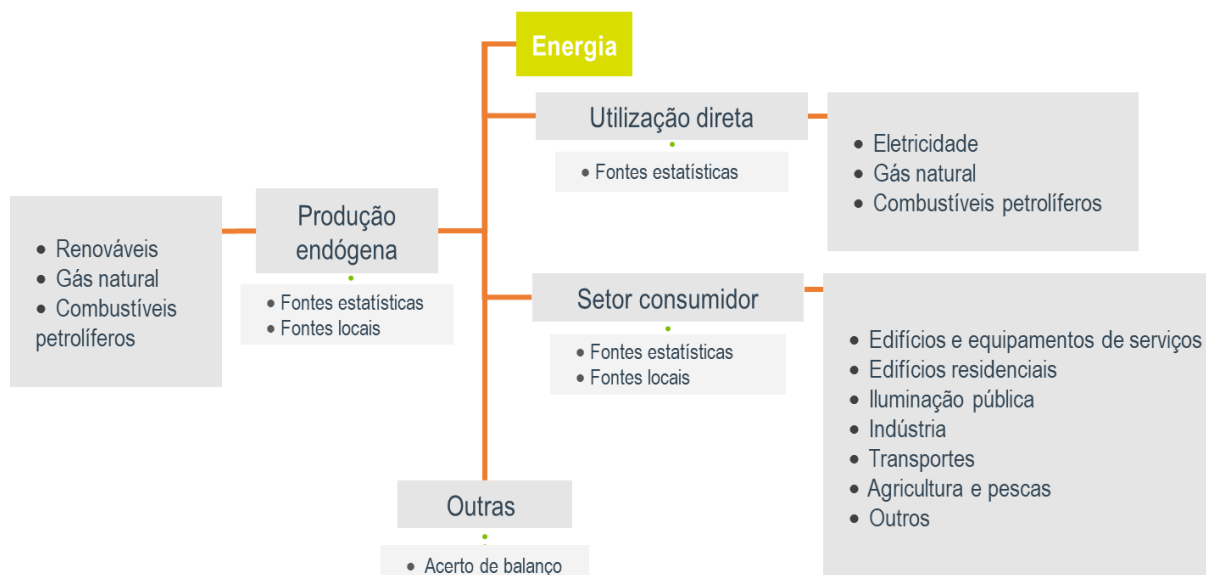 Energia
Utilização direta
• Fontes estatísticas
• Eletricidade
• Gás natural
• Combustíveis petrolíferos
Produção
endógena
• Fontes estatísticas
• Fontes locais
• Renováveis
• Gás natural
• Combustíveis
petrolíferos
Setor consumidor
• Fontes estatísticas
• Fontes locais
• Edifícios e equipamentos de serviços
• Edifícios residenciais
• Iluminação pública
• Indústria
• Transportes
• Agricultura e pescas
• Outros
Outras
• Acerto de balanço